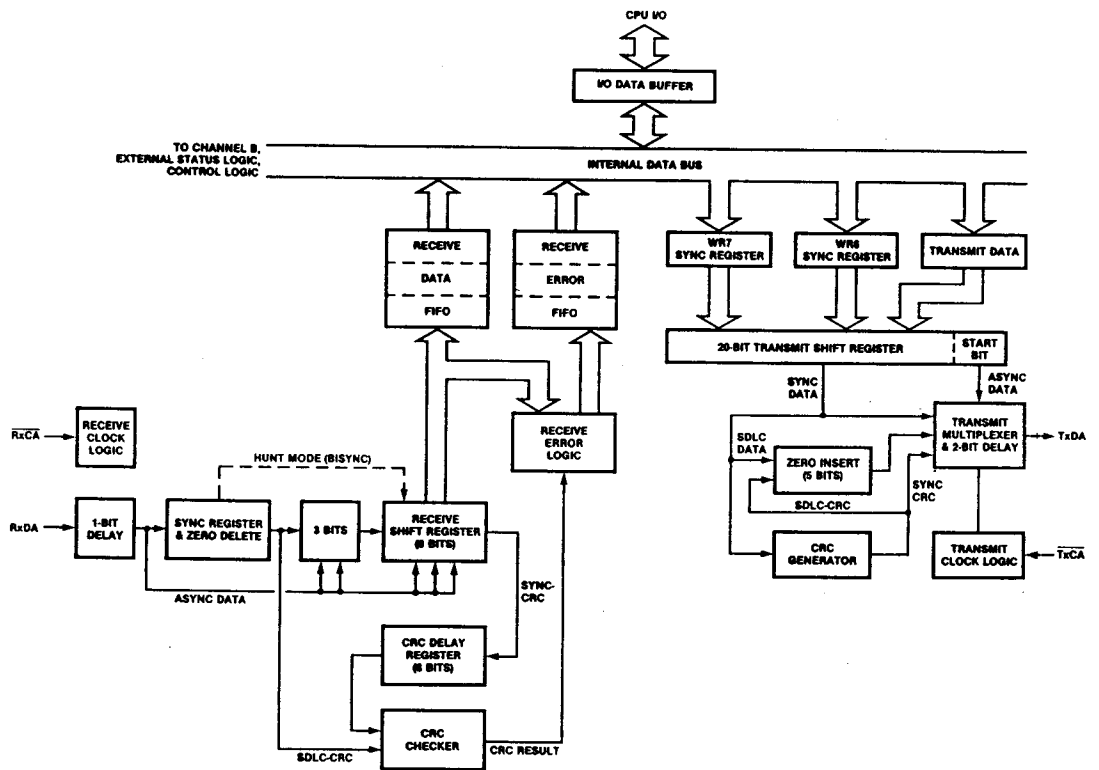 CPU I/O
I/O DATA BUFFER
TO CHANNEL B,
EXTERNAL STATUS LOGIC,
CONTROL LOGIC
INTERNAL DATA BUS
RECEIVE
DATA
FIFO
RECEIVE
ERROR
FIFO
WR7
SYNC REGISTER
WR6
SYNC REGISTER
TRANSMIT DATA
20-BIT TRANSMIT SHIFT REGISTER
START
BIT
SYNC
DATA
ASYNC
DATA
RxCA
RECEIVE
CLOCK
LOGIC
RECEIVE
ERROR
LOGIC
TRANSMIT
MULTIPLEXER
& 2-BIT DELAY
TxDA
SDLC
DATA
ZERO INSERT
(5 BITS)
SYNC
CRC
SDLC-CRC
HUNT MODE (BISYNC)
RxDA
1-BIT
DELAY
SYNC REGISTER
& ZERO DELETE
3 BITS
RECEIVE
SHIFT REGISTER
(8 BITS)
CRC
GENERATOR
TRANSMIT
CLOCK LOGIC
TxCA
ASYNC DATA
SYNC-
CRC
CRC DELAY
REGISTER
(8 BITS)
CRC
CHECKER
SDLC-CRC
CRC RESULT